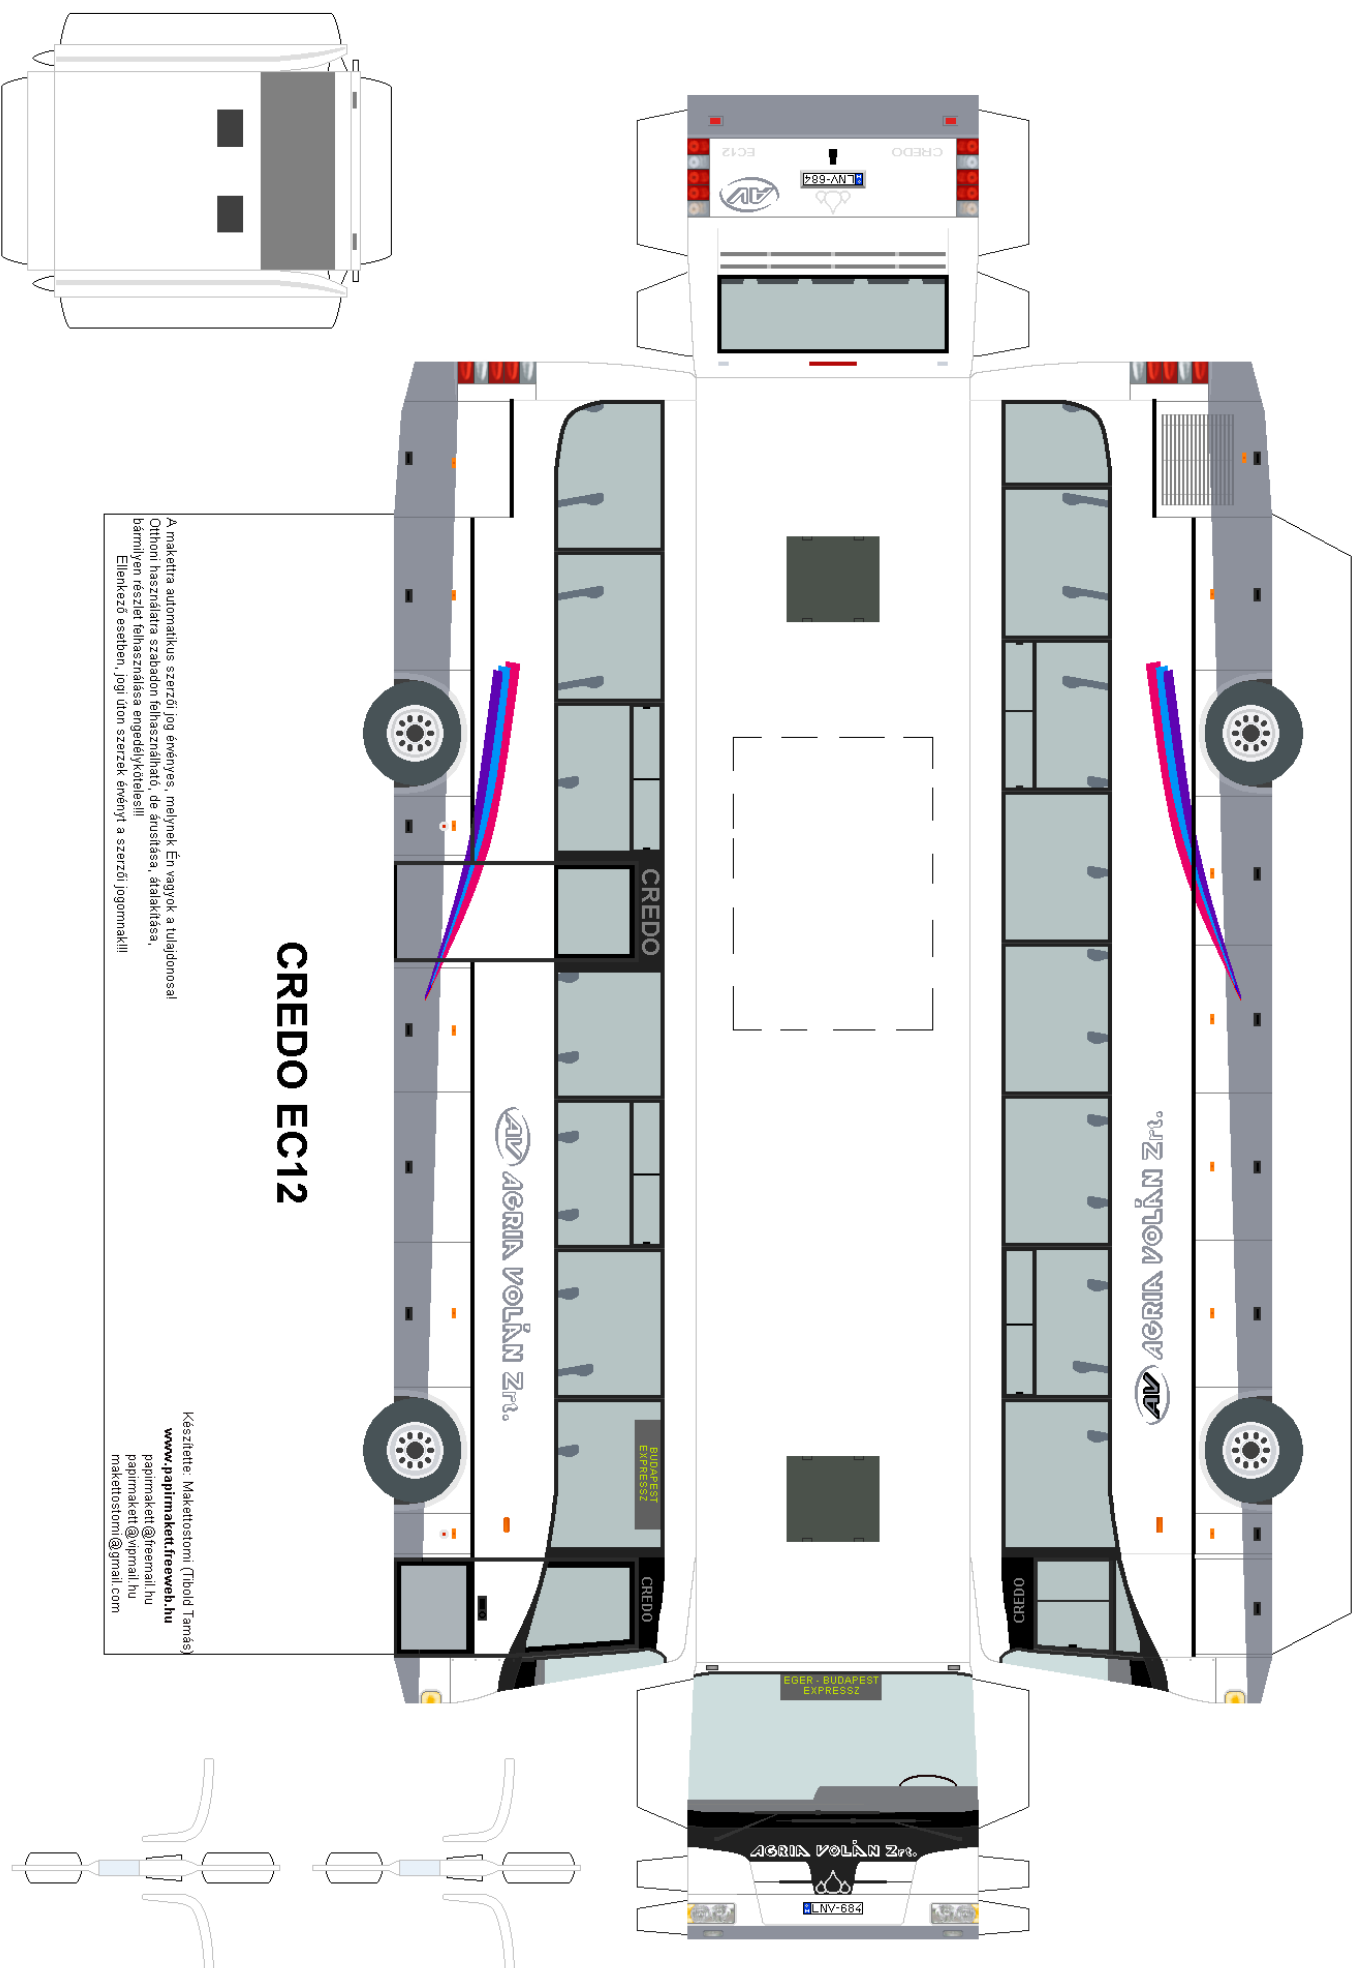 EC12
CREDO
LNV-684
AV
A makettra automatikus szerzői jog érvényes, melynek Én vagyok a tulajdonosa!
Otthoni használatra szabadon felhasználható, de árusítása, átalakítása,
bármilyen részlet felhasználása engedélyköteles!!!
Ellenkező esetben, jogi úton szerzek érvényt a szerzői jogomnak!!!
CREDO EC12
Készítette: Makettostomi (Tibold Tamás)
www.papirmakett.freeweb.hu
papirmakett@freemail.hu
papirmakett@vipmail.hu
makettostomi@gmail.com
CREDO
AV AGRIA VOLÁN Zrt.
BUDAPEST
EXPRESSZ
CREDO
AV AGRIA VOLÁN Zrt.
CREDO
EGER - BUDAPEST
EXPRESSZ
AGRIA VOLÁN Zrt.
LNV-684